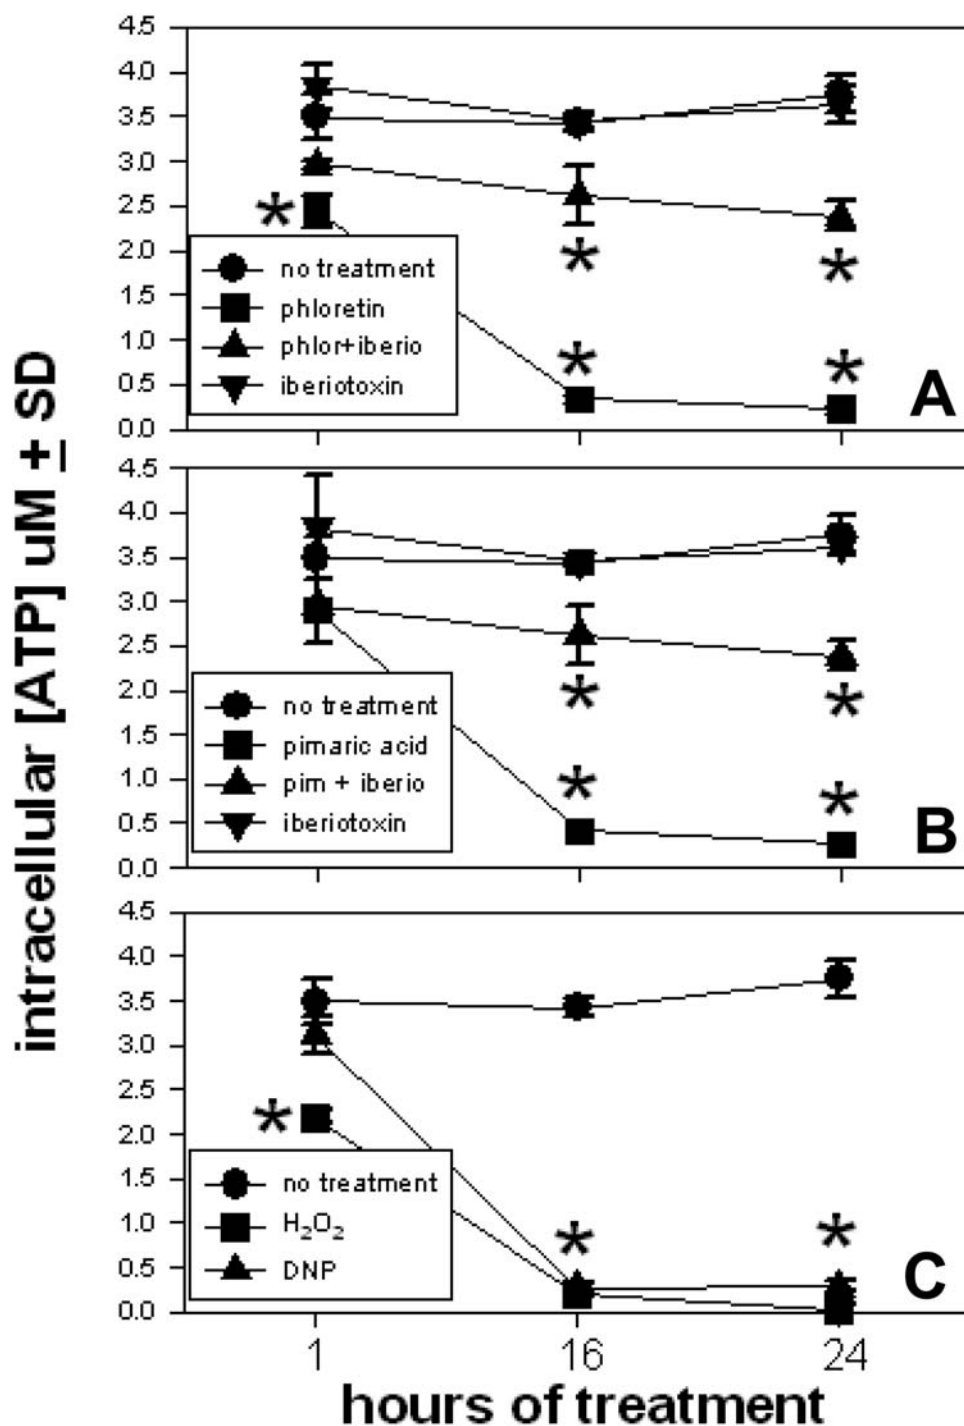 intracellular [ATP] uM ± SD
4.5
4.0
3.5
3.0
2.5
2.0
1.5
1.0
0.5
0.0
*
*
*
*
*
no treatment
phloretin
phlor+iberio
iberiotoxin
A
4.5
4.0
3.5
3.0
2.5
2.0
1.5
1.0
0.5
0.0
*
*
*
*
no treatment
pimaric acid
pim + iberio
iberiotoxin
B
4.5
4.0
3.5
3.0
2.5
2.0
1.5
1.0
0.5
0.0
*
*
*
no treatment
H₂O₂
DNP
C
1 16 24
hours of treatment